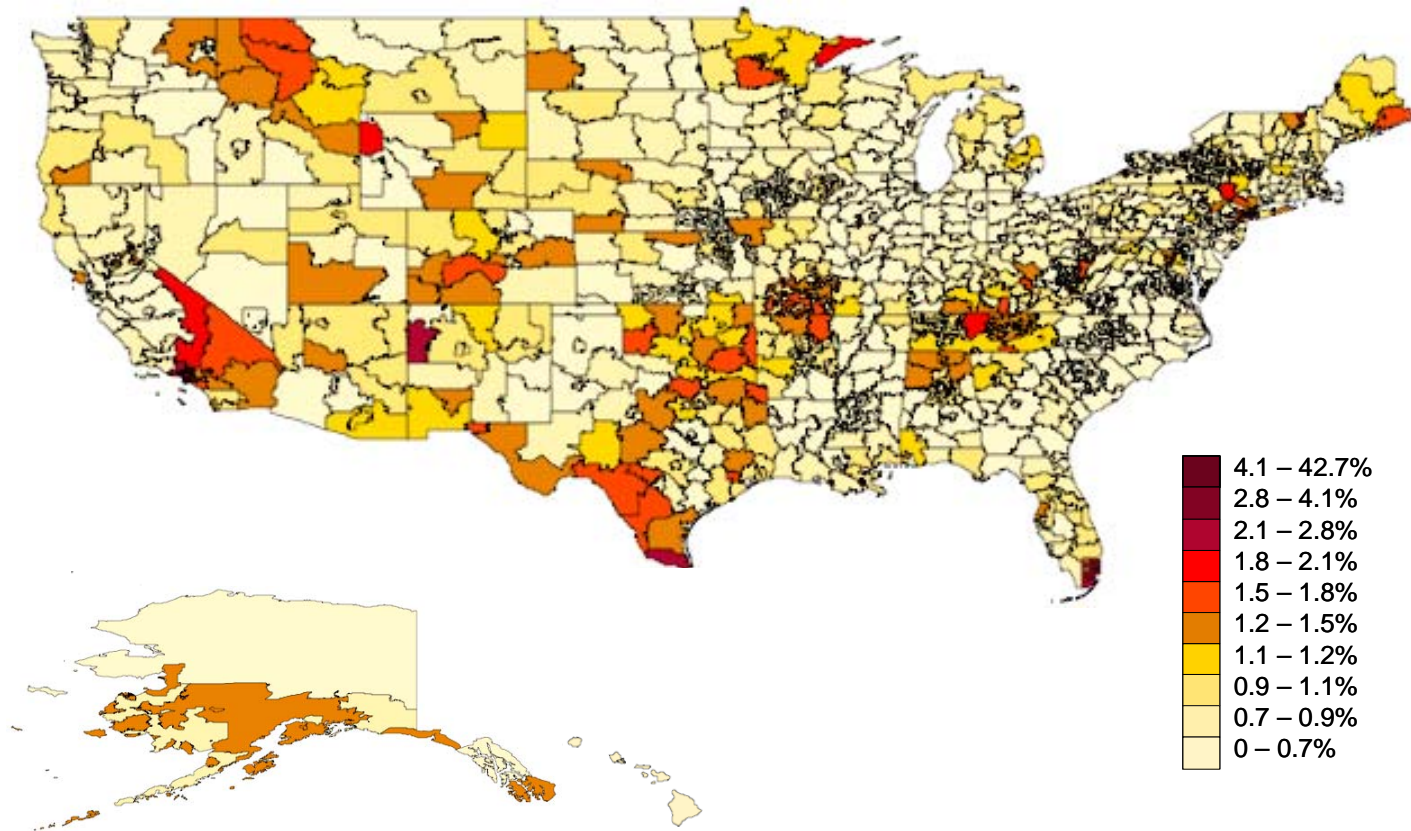 4.1 – 42.7%
2.8 – 4.1%
2.1 – 2.8%
1.8 – 2.1%
1.5 – 1.8%
1.2 – 1.5%
1.1 – 1.2%
0.9 – 1.1%
0.7 – 0.9%
0 – 0.7%